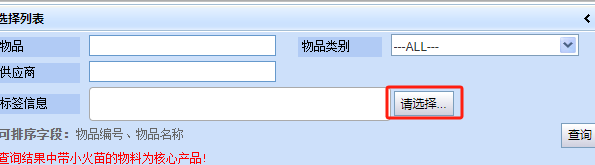 选择列表
物品 物品类别 ---ALL---
供应商
标签信息 请选择...
可排序字段：物品编号、物品名称
查询
查询结果中带小火苗的物料为核心产品!